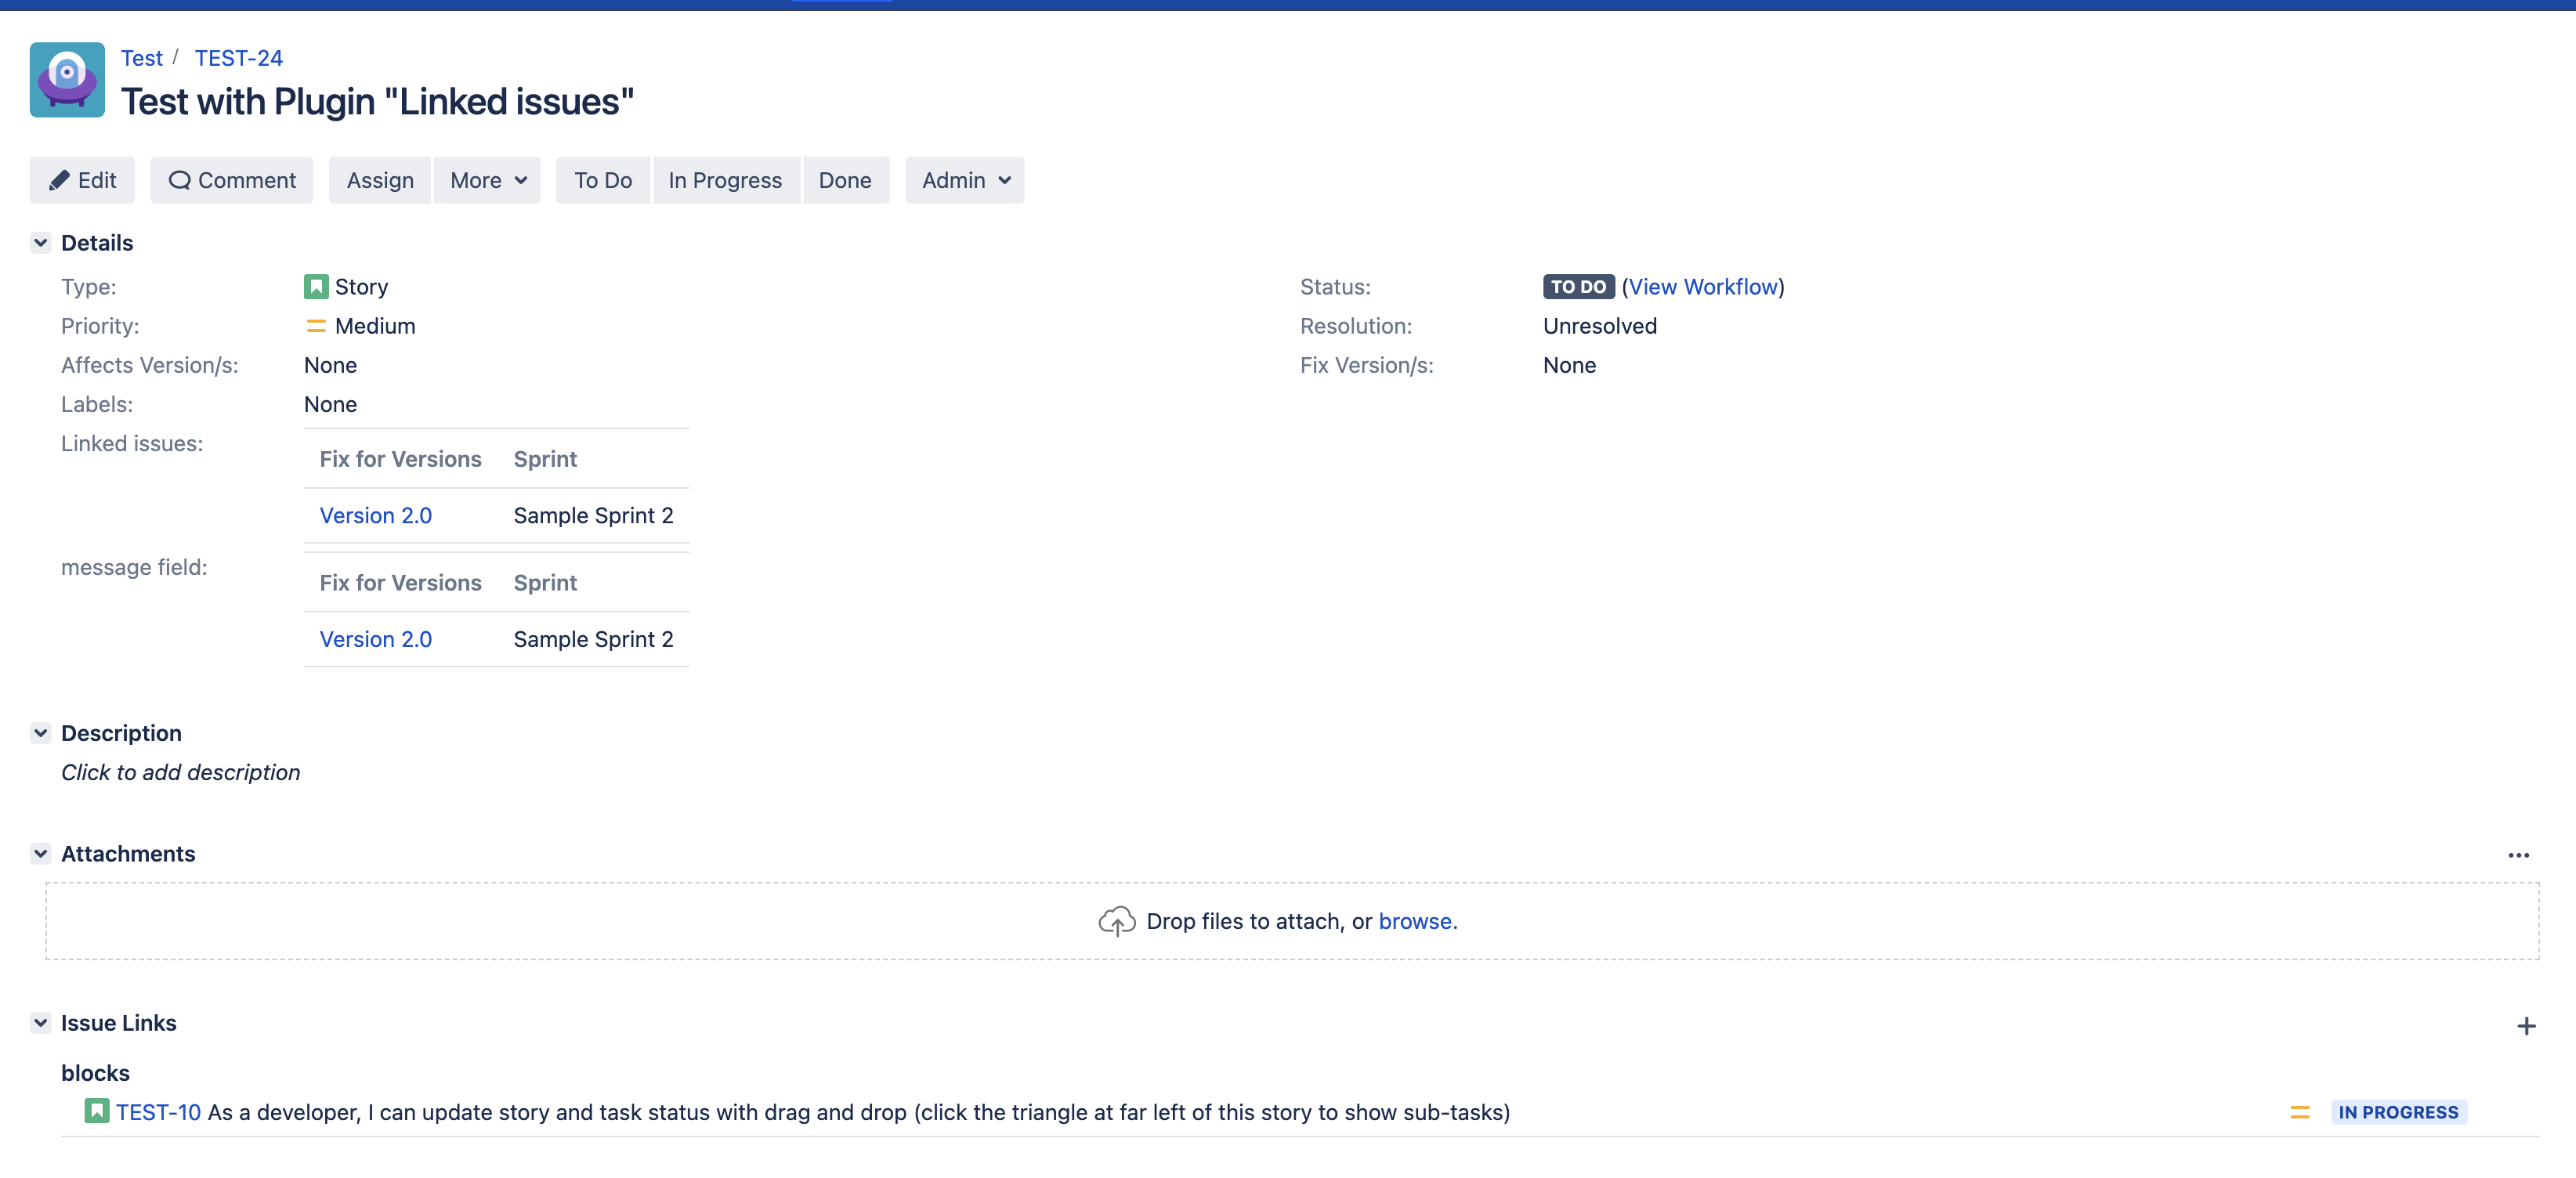 Test / TEST-24
Test with Plugin "Linked issues"
Edit Comment Assign More To Do In Progress Done Admin
Details
Type: Story
Status: TO DO (View Workflow)
Priority: Medium
Resolution: Unresolved
Affects Version/s: None
Fix Version/s: None
Labels: None
Linked issues:
Fix for Versions Sprint
Version 2.0 Sample Sprint 2
message field:
Fix for Versions Sprint
Version 2.0 Sample Sprint 2
Description
Click to add description
Attachments
Drop files to attach, or browse.
Issue Links
blocks
TEST-10 As a developer, I can update story and task status with drag and drop (click the triangle at far left of this story to show sub-tasks) IN PROGRESS